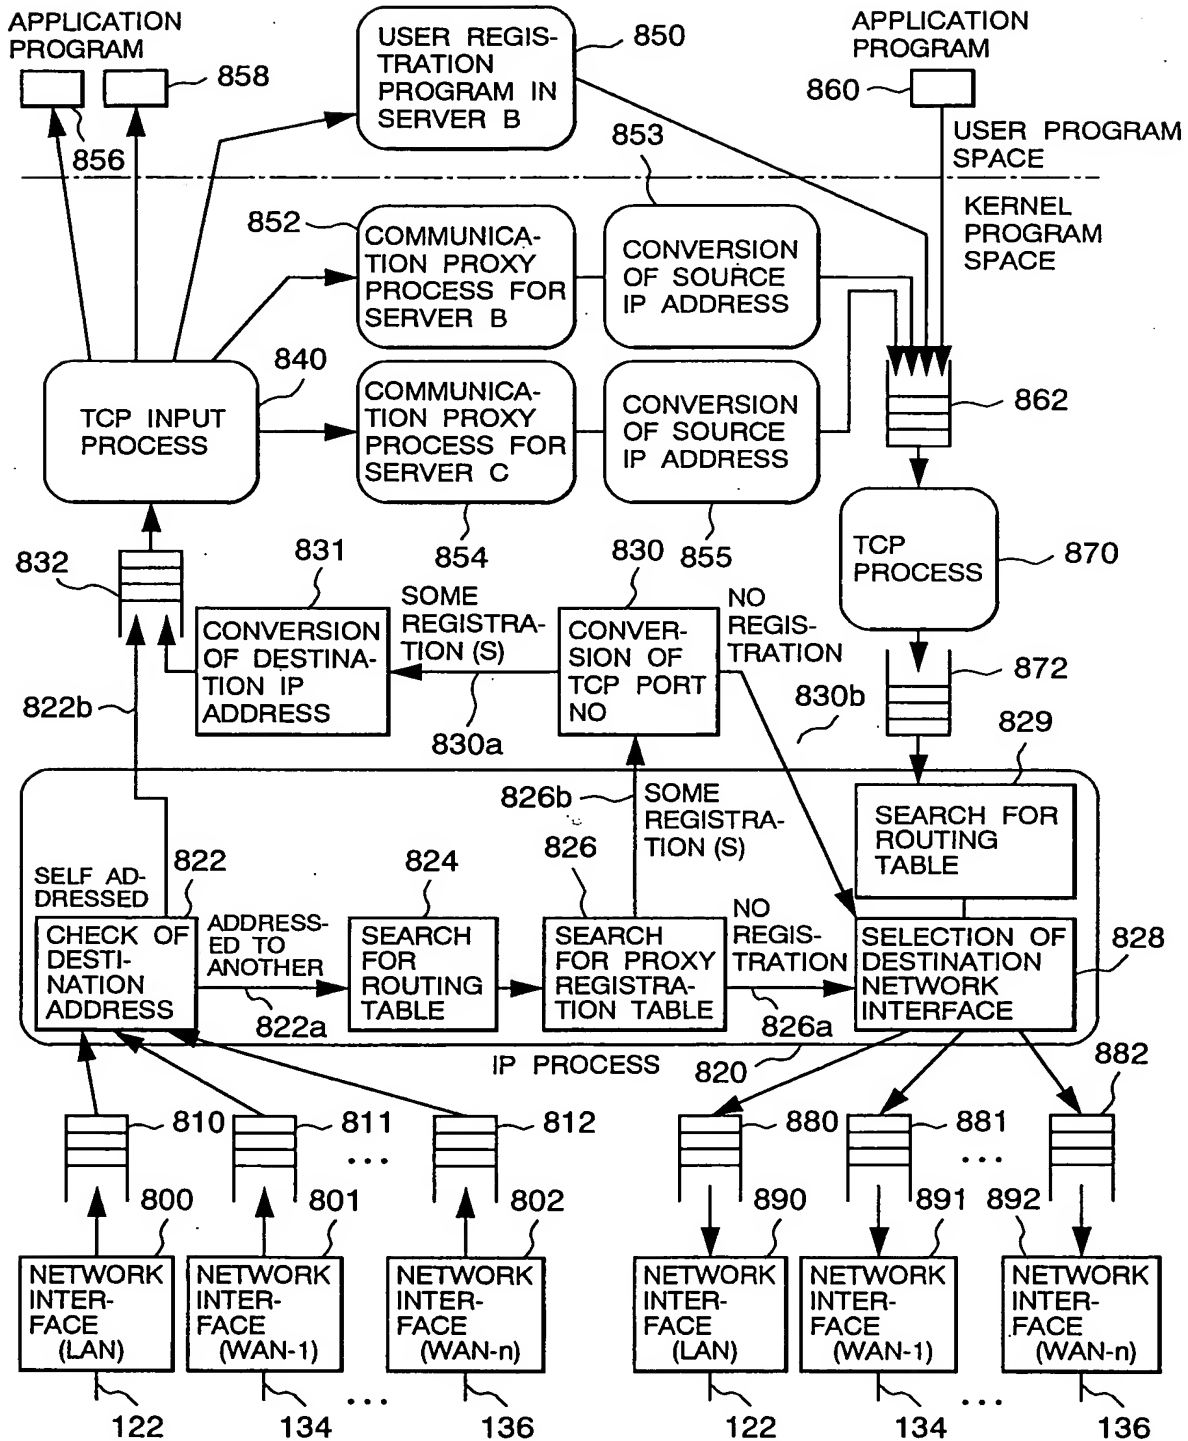 APPLICATION
PROGRAM
856
858
USER REGIS-
TRATION
PROGRAM IN
SERVER B
850
APPLICATION
PROGRAM
860
USER PROGRAM
SPACE
KERNEL
PROGRAM
SPACE
852
COMMUNICA-
TION PROXY
PROCESS FOR
SERVER B
853
CONVERSION
OF SOURCE
IP ADDRESS
840
TCP INPUT
PROCESS
COMMUNICA-
TION PROXY
PROCESS FOR
SERVER C
854
CONVERSION
OF SOURCE
IP ADDRESS
855
862
TCP
PROCESS
870
832
831
CONVERSION
OF DESTINA-
TION IP
ADDRESS
SOME
REGISTRA-
TION (S)
830a
830
CONVER-
SION OF
TCP PORT
NO
NO
REGIS-
TRATION
830b
872
829
822b
826b
SOME
REGISTRA-
TION (S)
SEARCH FOR
ROUTING
TABLE
SELF AD-
DRESSED
822
CHECK OF
DESTI-
NATION
ADDRESS
ADDRESS-
ED TO
ANOTHER
822a
824
SEARCH
FOR
ROUTING
TABLE
826
SEARCH
FOR PROXY
REGISTRA-
TION TABLE
NO
REGIS-
TRATION
826a
SELECTION OF
DESTINATION
NETWORK
INTERFACE
828
IP PROCESS
820
810
811
...
812
880
881
...
882
800
NETWORK
INTER-
FACE
(LAN)
122
801
NETWORK
INTER-
FACE
(WAN-1)
134
...
802
NETWORK
INTER-
FACE
(WAN-n)
136
890
NETWORK
INTER-
FACE
(LAN)
122
891
NETWORK
INTER-
FACE
(WAN-1)
134
...
892
NETWORK
INTER-
FACE
(WAN-n)
136